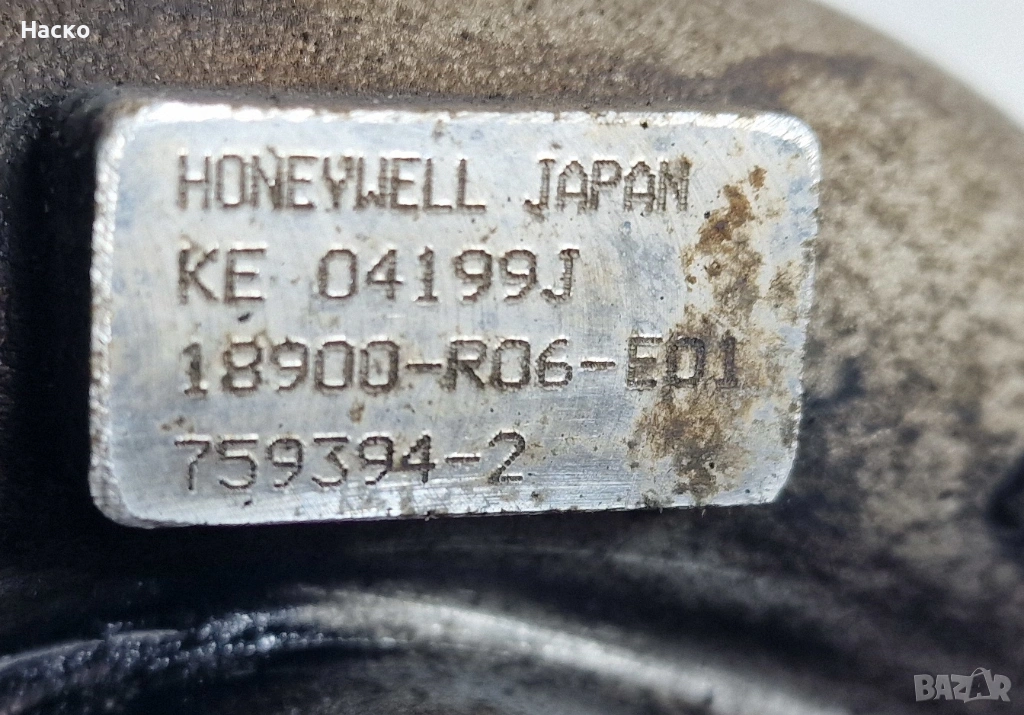 Наско
HONEYWELL JAPAN
KE 04199J
18900-R06-E01
759394-2
BAZAR